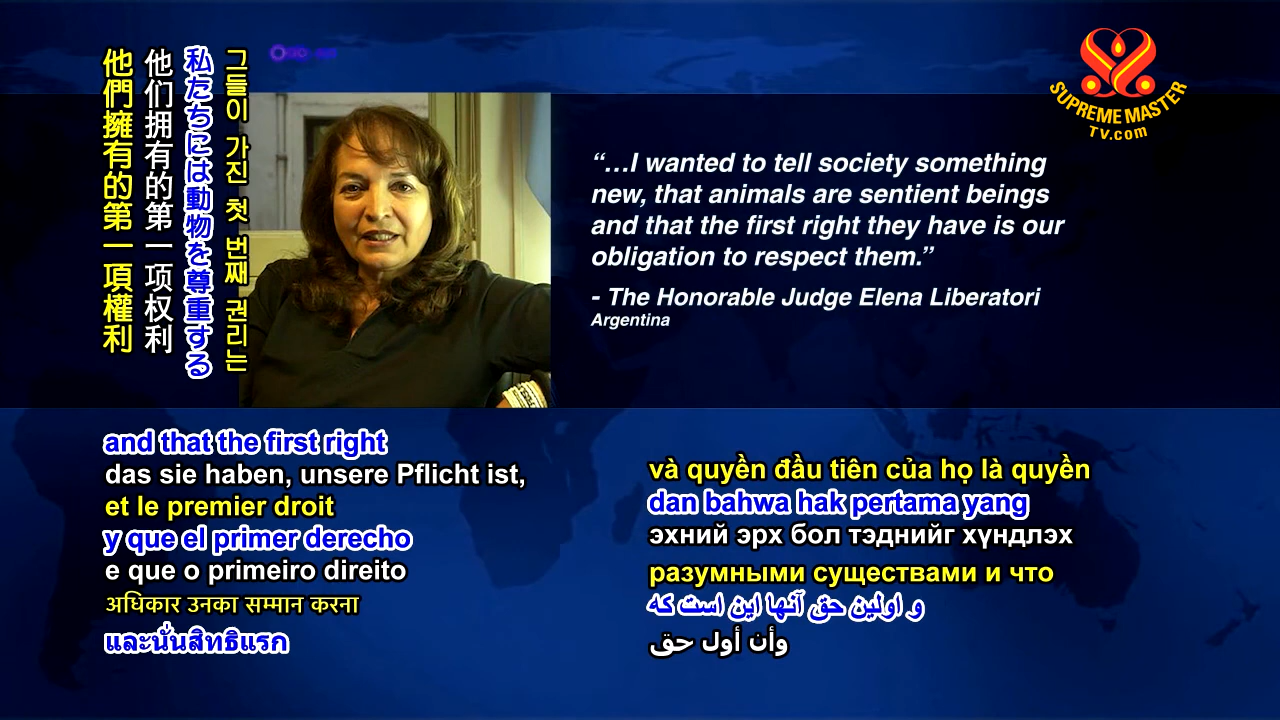 他們擁有的第一項權利
他们拥有的第一项权利
私たちには動物を尊重する
그들이 가진 첫 번째 권리는
SUPREME MASTER
TV.com
“…I wanted to tell society something
new, that animals are sentient beings
and that the first right they have is our
obligation to respect them.”
- The Honorable Judge Elena Liberatori
Argentina
and that the first right
das sie haben, unsere Pflicht ist,
et le premier droit
y que el primer derecho
e que o primeiro direito
अधिकार उनका सम्मान करना
และนั่นสิทธิแรก
và quyền đầu tiên của họ là quyền
dan bahwa hak pertama yang
эхний эрх бол тэднийг хүндлэх
разумными существами и что
و اولین حق آنها این است که
وأن أول حق